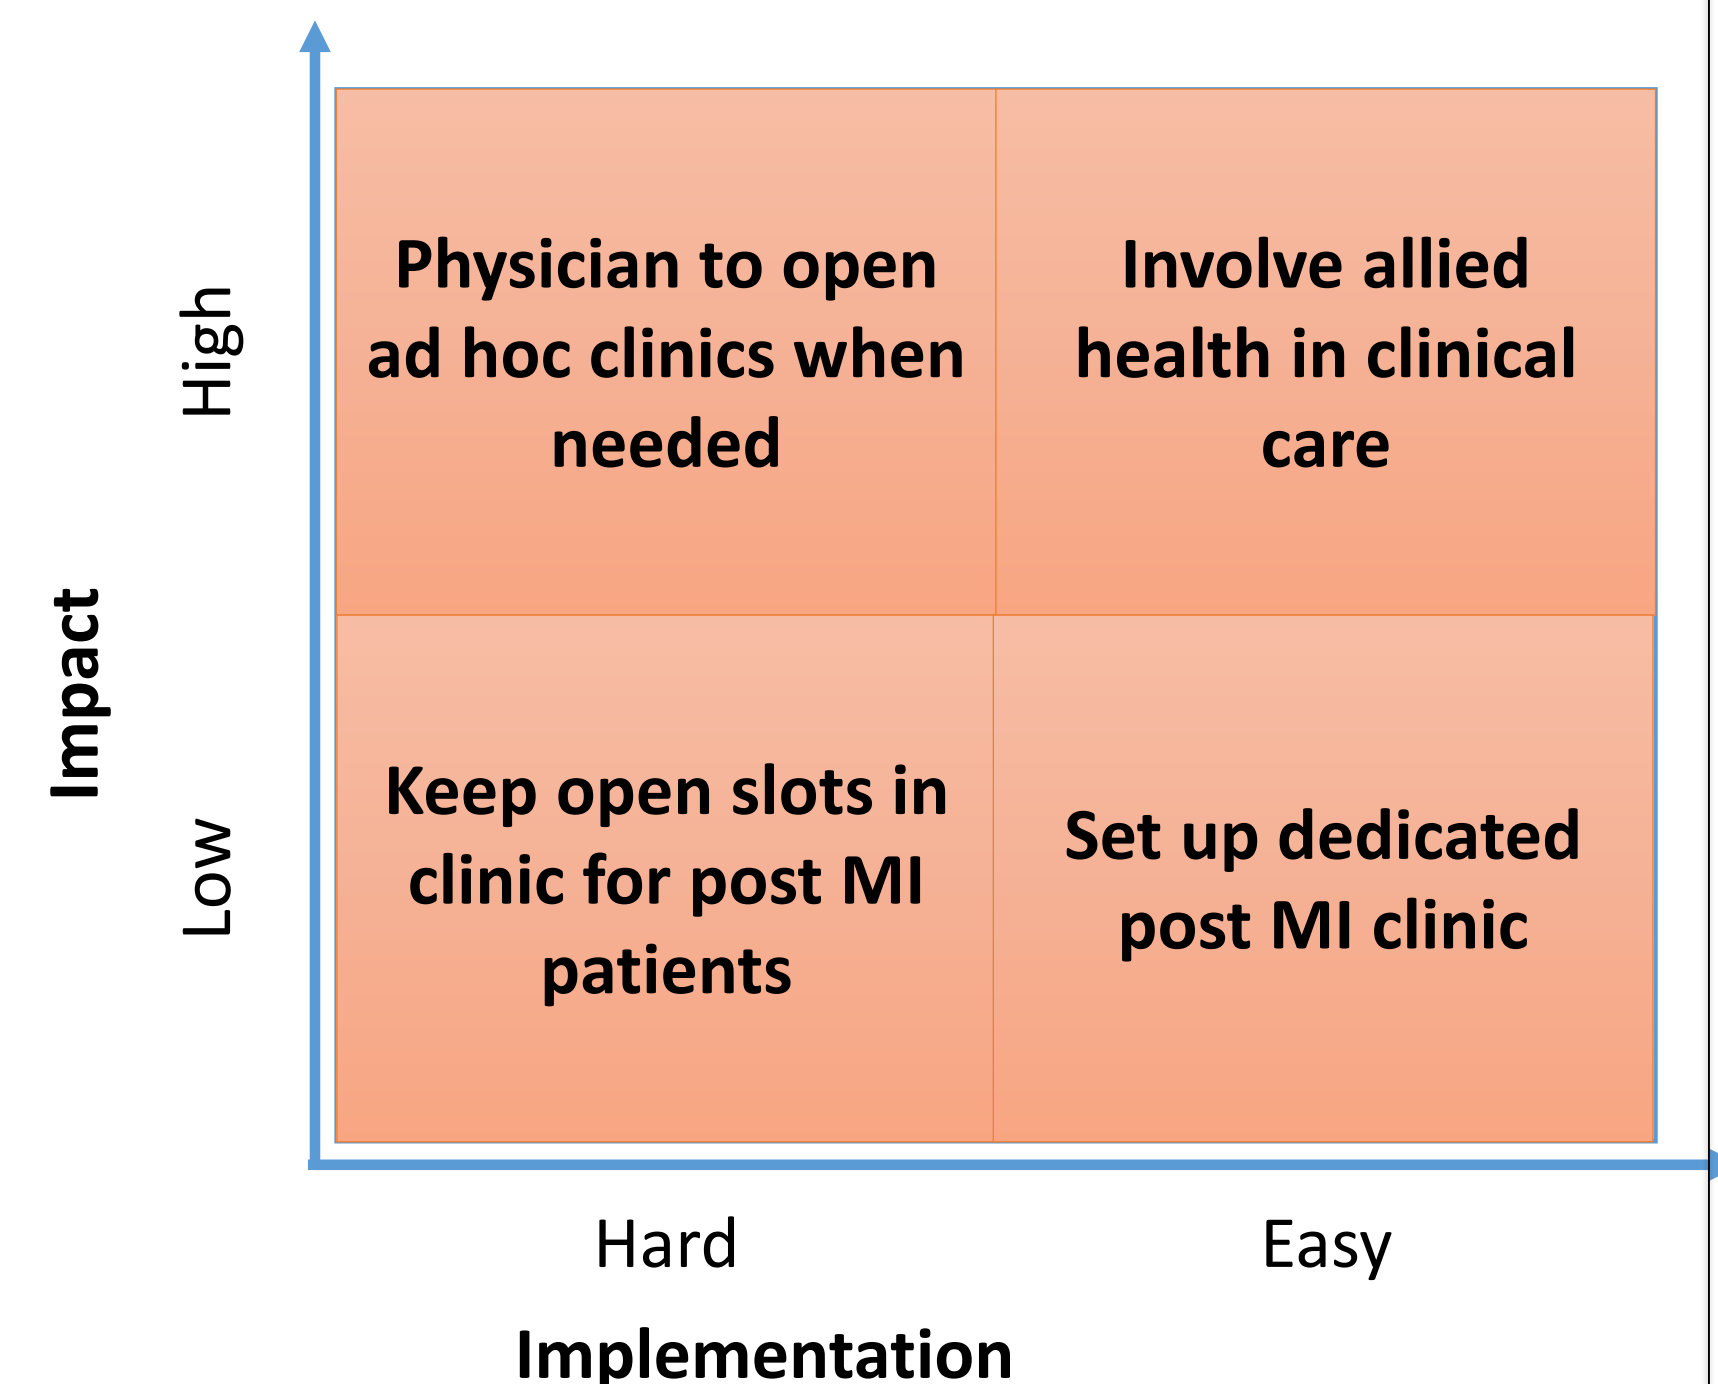 High
Physician to open
ad hoc clinics when
needed
Involve allied
health in clinical
care
Impact
Low
Keep open slots in
clinic for post MI
patients
Set up dedicated
post MI clinic
Hard
Easy
Implementation